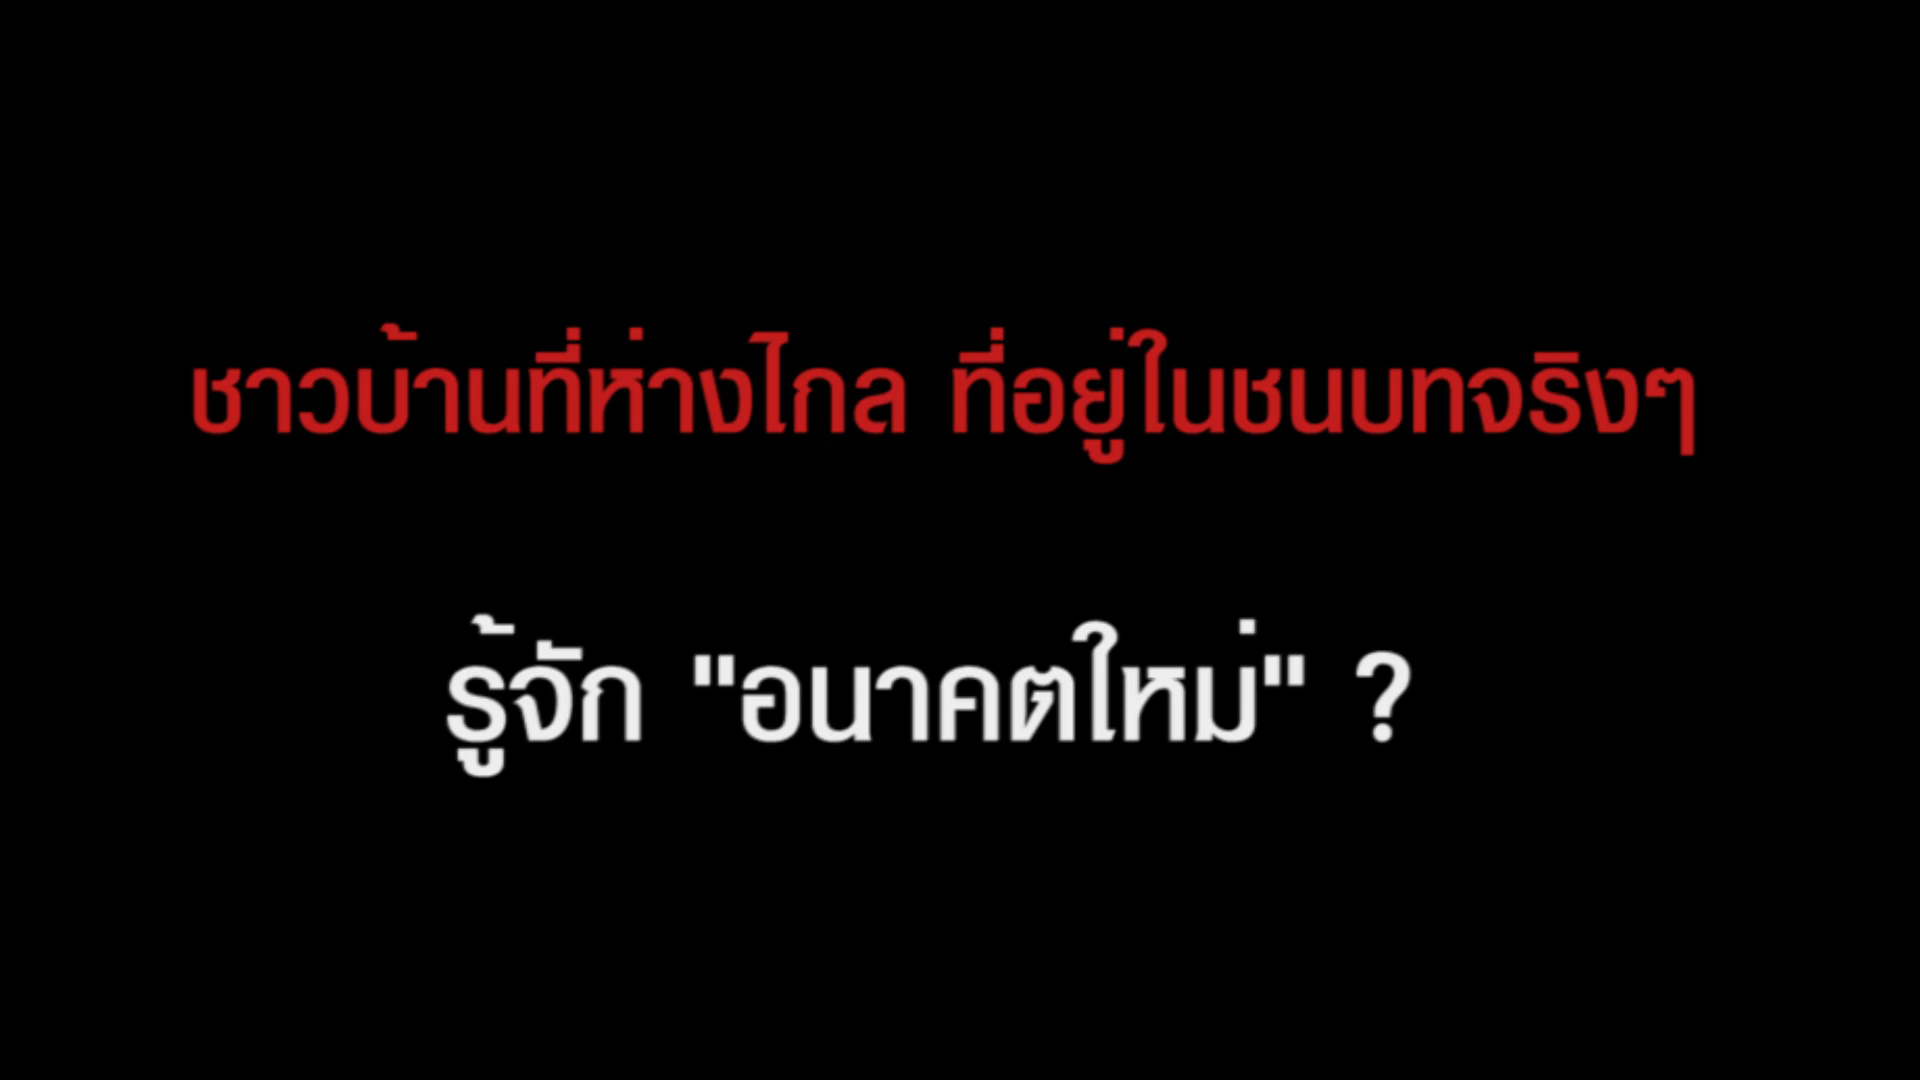 ชาวบ้านที่ห่างไกล ที่อยู่ในชนบทจริงๆ
รู้จัก "อนาคตใหม่" ?